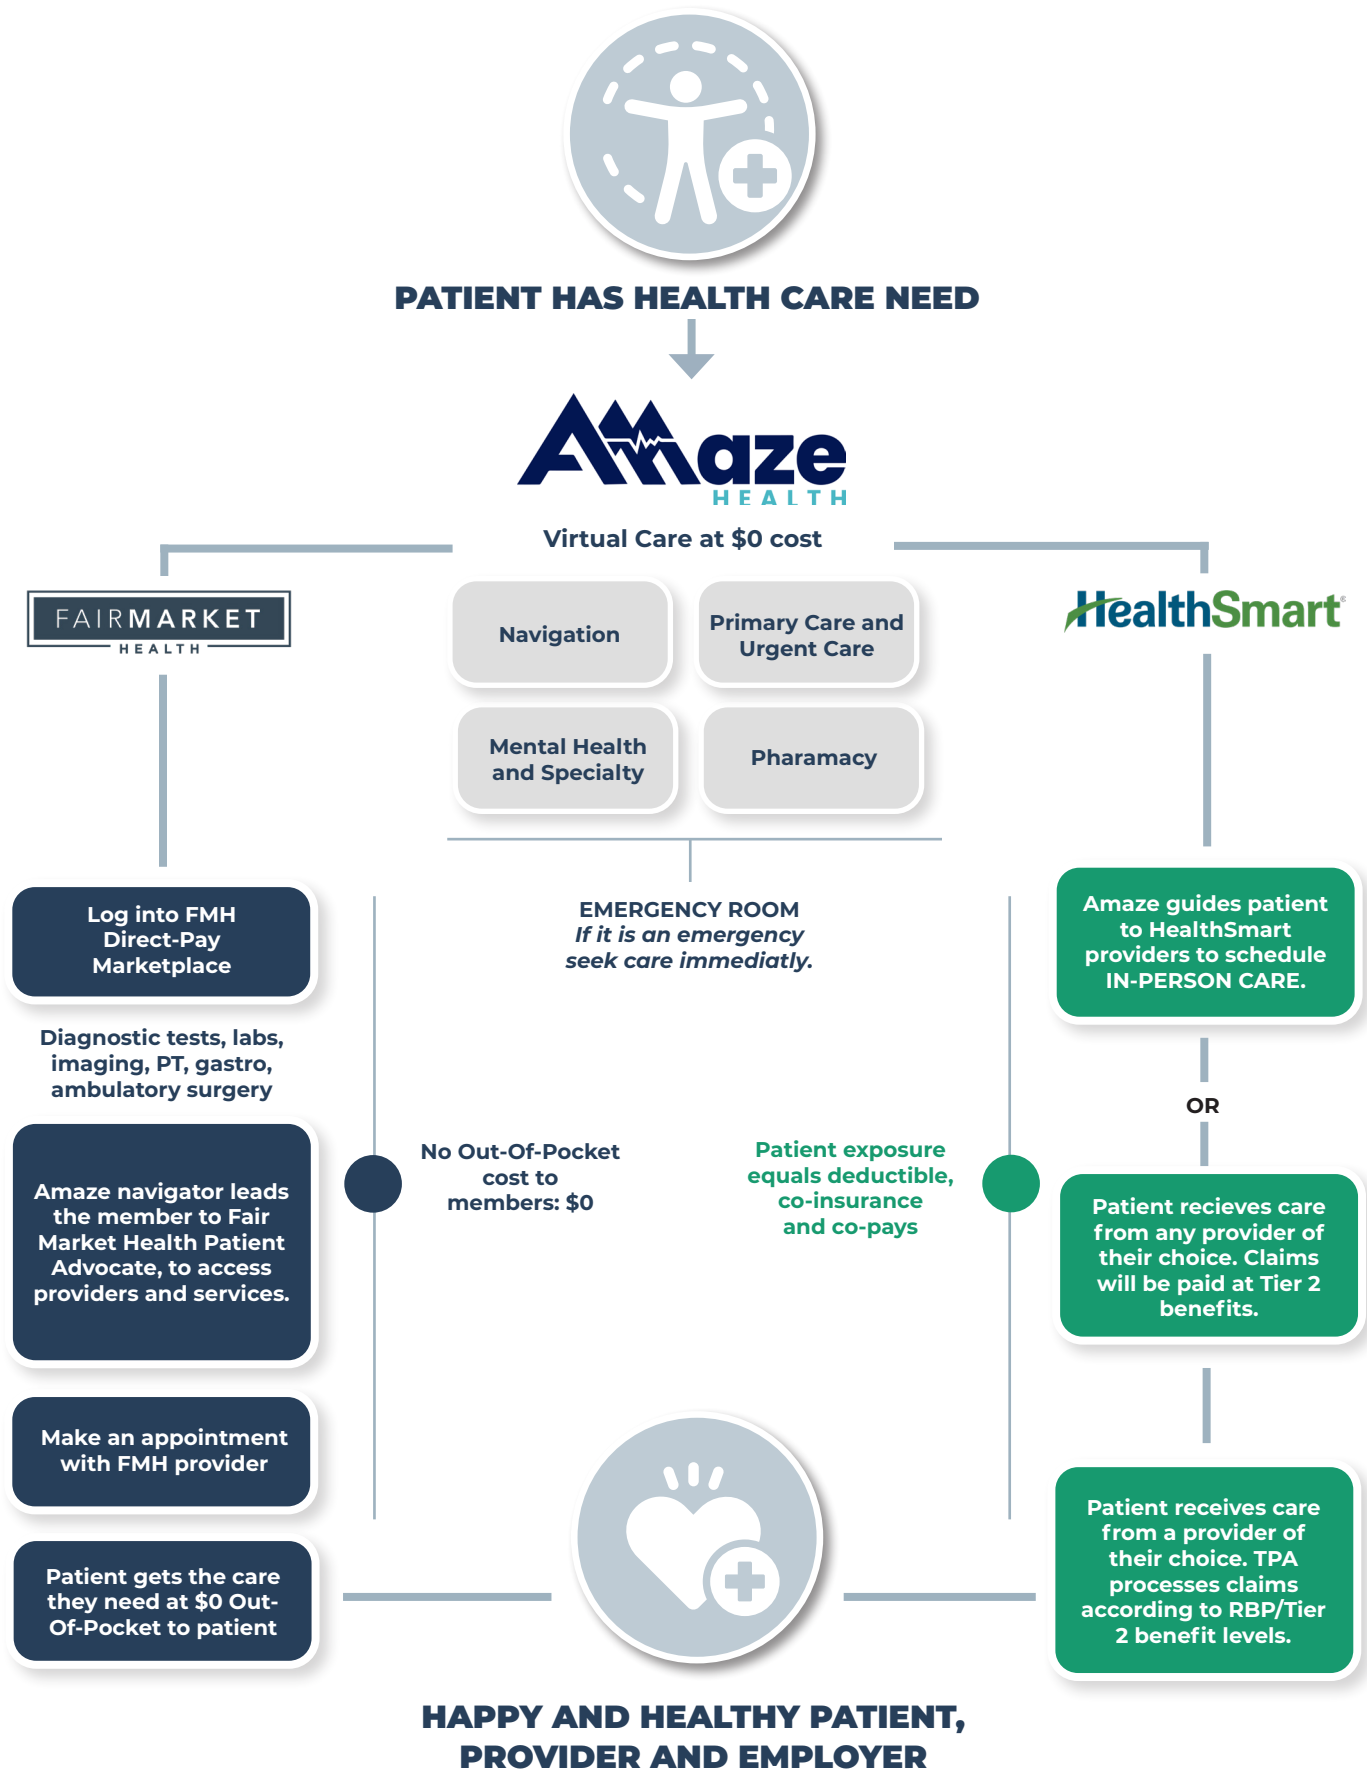 PATIENT HAS HEALTH CARE NEED
AMaze
HEALTH
Virtual Care at $0 cost
FAIRMARKET
HEALTH
Navigation
Primary Care and
Urgent Care
Mental Health
and Specialty
Pharamacy
HealthSmart®
EMERGENCY ROOM
If it is an emergency
seek care immediatly.
Log into FMH
Direct-Pay
Marketplace
Diagnostic tests, labs,
imaging, PT, gastro,
ambulatory surgery
Amaze navigator leads
the member to Fair
Market Health Patient
Advocate, to access
providers and services.
Make an appointment
with FMH provider
Patient gets the care
they need at $0 Out-
Of-Pocket to patient
No Out-Of-Pocket
cost to
members: $0
Patient exposure
equals deductible,
co-insurance
and co-pays
Amaze guides patient
to HealthSmart
providers to schedule
IN-PERSON CARE.
OR
Patient recieves care
from any provider of
their choice. Claims
will be paid at Tier 2
benefits.
Patient receives care
from a provider of
their choice. TPA
processes claims
according to RBP/Tier
2 benefit levels.
HAPPY AND HEALTHY PATIENT,
PROVIDER AND EMPLOYER